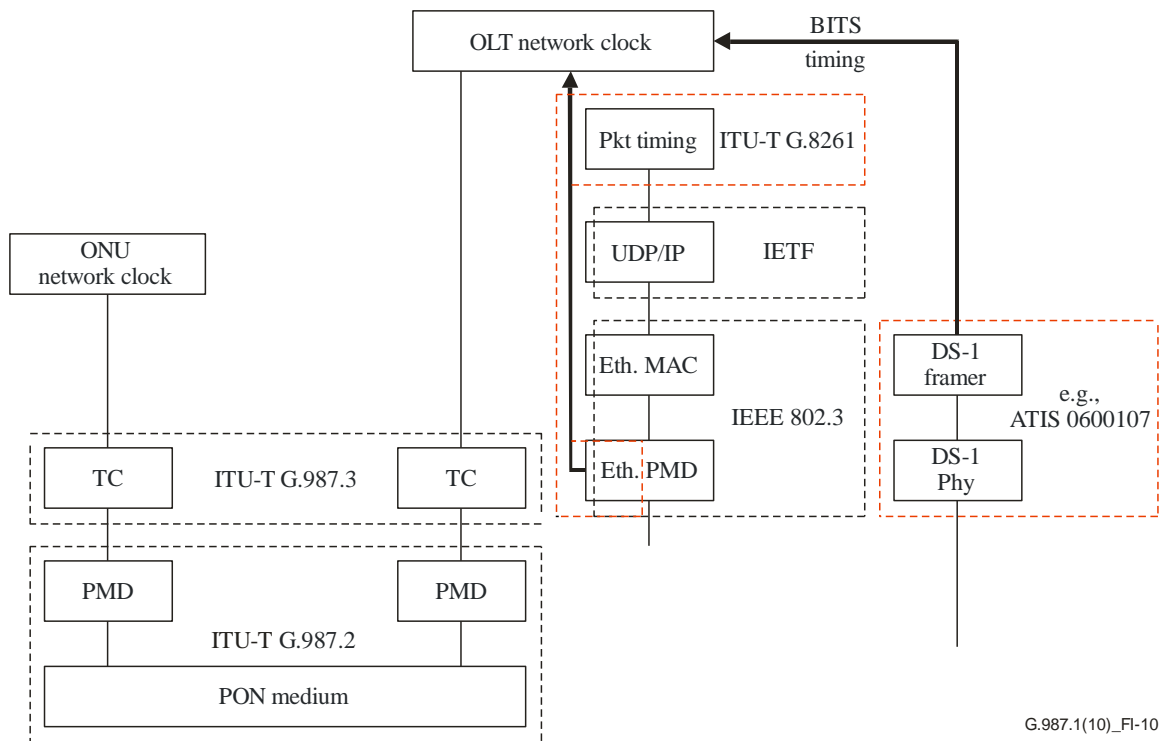 OLT network clock
BITS
timing
Pkt timing
ITU-T G.8261
UDP/IP
IETF
ONU
network clock
Eth. MAC
IEEE 802.3
DS-1
framer
e.g.,
ATIS 0600107
TC
ITU-T G.987.3
TC
Eth. PMD
DS-1
Phy
PMD
PMD
ITU-T G.987.2
PON medium
G.987.1(10)_FI-10